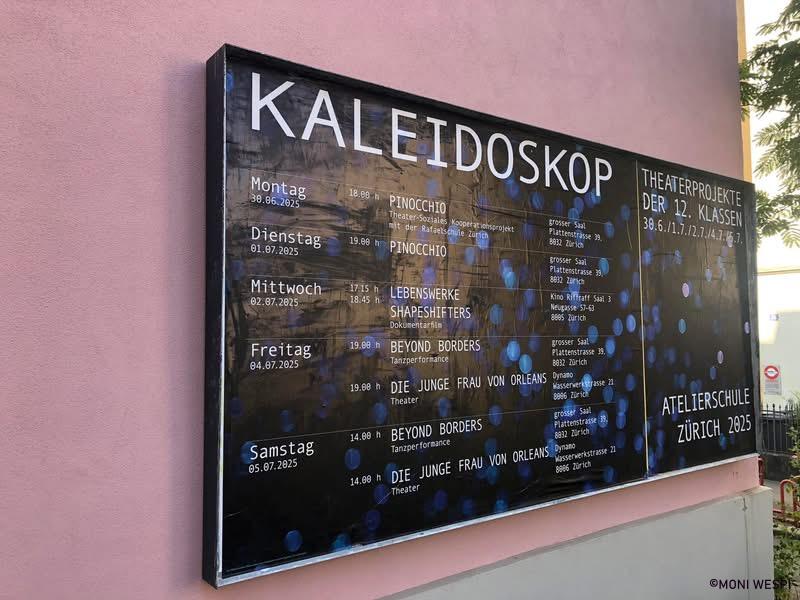 KALEIDOSKOP
Montag
30.06.2025
18.00 h
PINOCCHIO
Theater-Soziales Kooperationsprojekt
mit der Rafaelschule Zürich
grosser Saal
Plattenstrasse 39,
8032 Zürich
Dienstag
01.07.2025
19.00 h
PINOCCHIO
grosser Saal
Plattenstrasse 39,
8032 Zürich
Mittwoch
02.07.2025
17.15 h
18.45 h
LEBENSWERKE
SHAPESHIFTERS
Dokumentarfilm
Kino Riffraff Saal 3
Neugasse 57-63
8005 Zürich
Freitag
04.07.2025
19.00 h
BEYOND BORDERS
Tanzperformance
grosser Saal
Plattenstrasse 39,
8032 Zürich
19.00 h
DIE JUNGE FRAU VON ORLEANS
Theater
Dynamo
Wasserwerkstrasse 21
8006 Zürich
Samstag
05.07.2025
14.00 h
BEYOND BORDERS
Tanzperformance
grosser Saal
Plattenstrasse 39,
8032 Zürich
14.00 h
DIE JUNGE FRAU VON ORLEANS
Theater
Dynamo
Wasserwerkstrasse 21
8006 Zürich
THEATERPROJEKTE
DER 12. KLASSEN
30.6./1.7./2.7./4.7./5.7.
ATELIERSCHULE
ZÜRICH 2025
©MONI WESPI